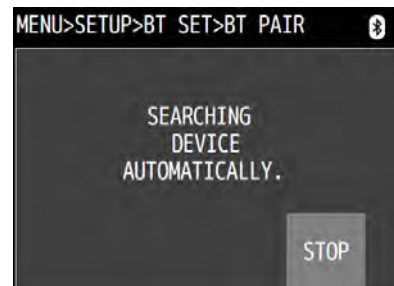 MENU>SETUP>BT SET>BT PAIR
SEARCHING
DEVICE
AUTOMATICALLY.
STOP